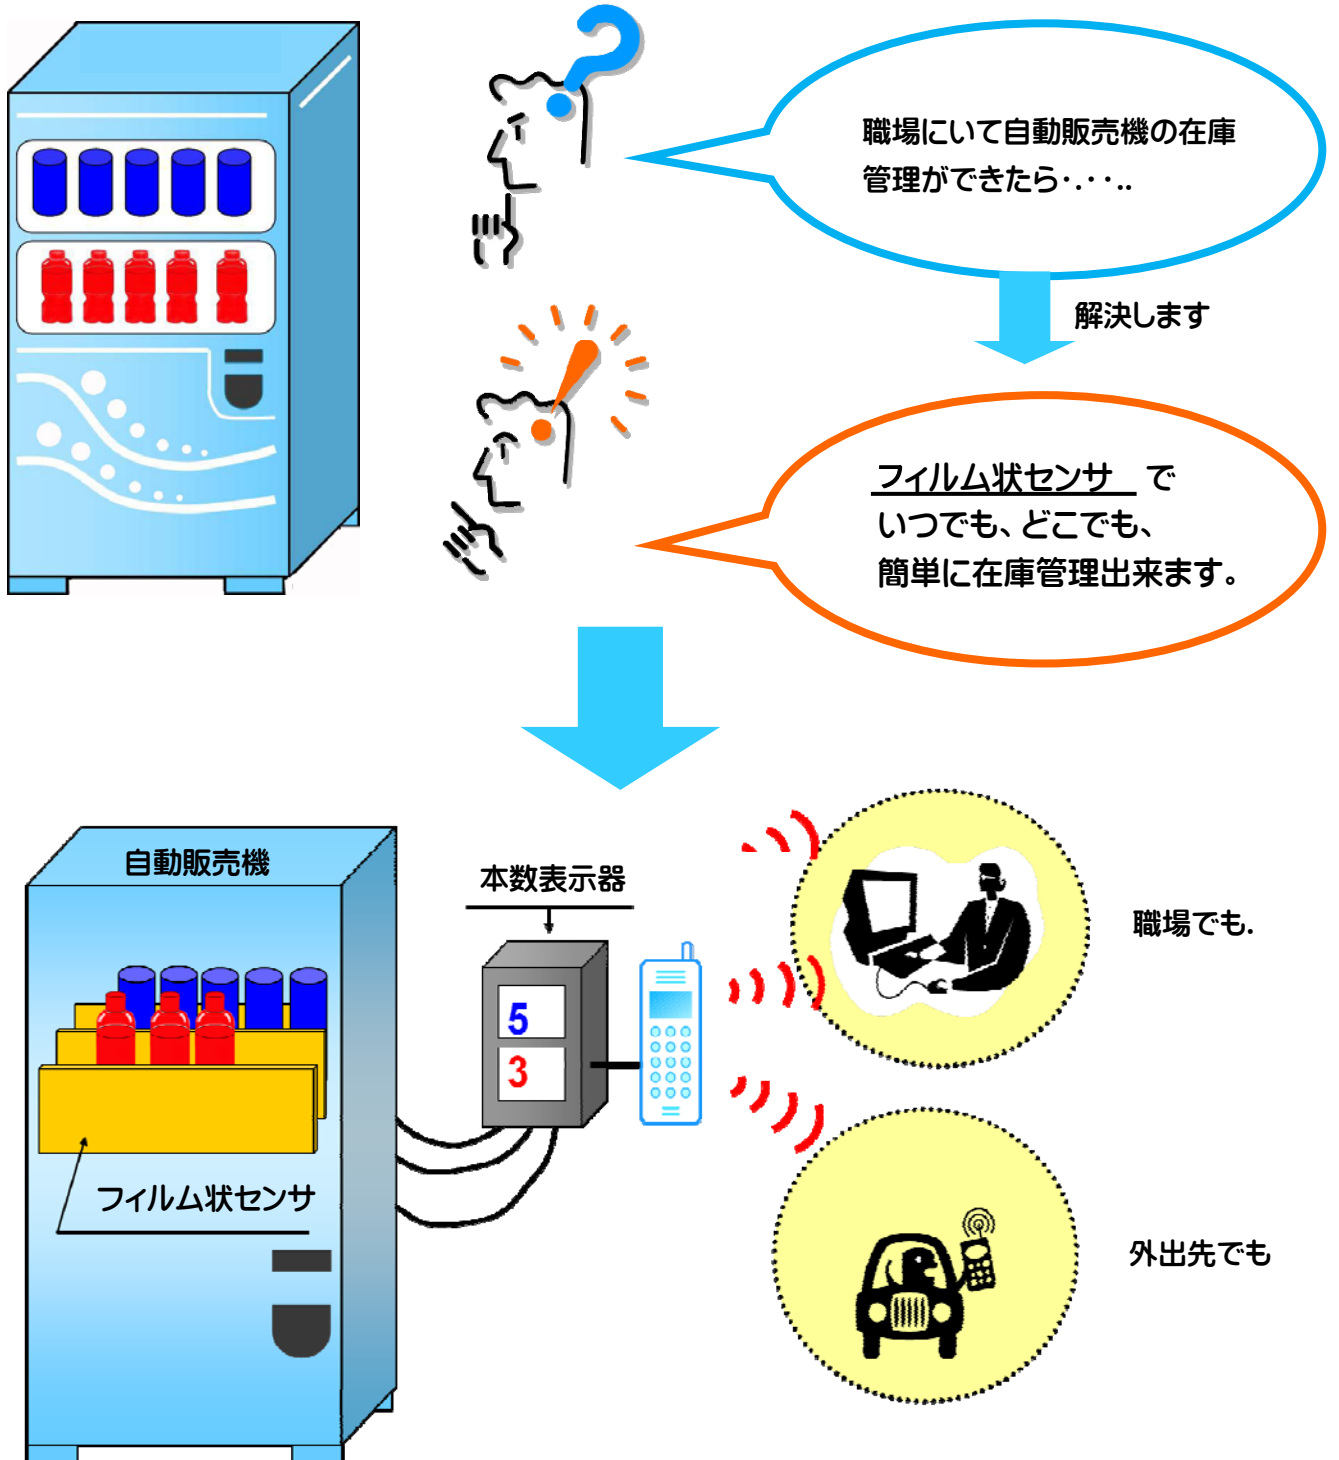 職場にいて自動販売機の在庫
管理ができたら・.・・..
解決します
フィルム状センサ で
いつでも、どこでも、
簡単に在庫管理出来ます。
自動販売機
本数表示器
5
3
フィルム状センサ
職場でも.
外出先でも